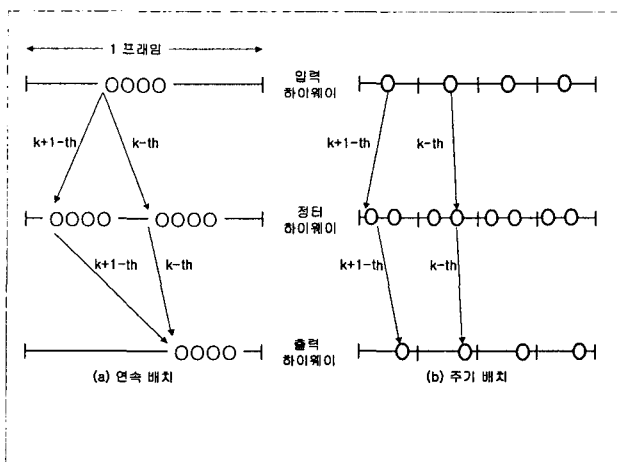 1 프레임
입력
하이웨이
k+1-th
k-th
k+1-th
k-th
정터
하이웨이
k+1-th
k-th
k+1-th
k-th
출력
하이웨이
(a) 연속 배치
(b) 주기 배치